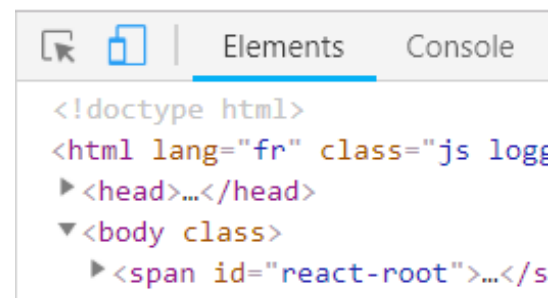 Elements Console
<!doctype html>
<html lang="fr" class="js logg
<head>…</head>
<body class>
<span id="react-root">…</s